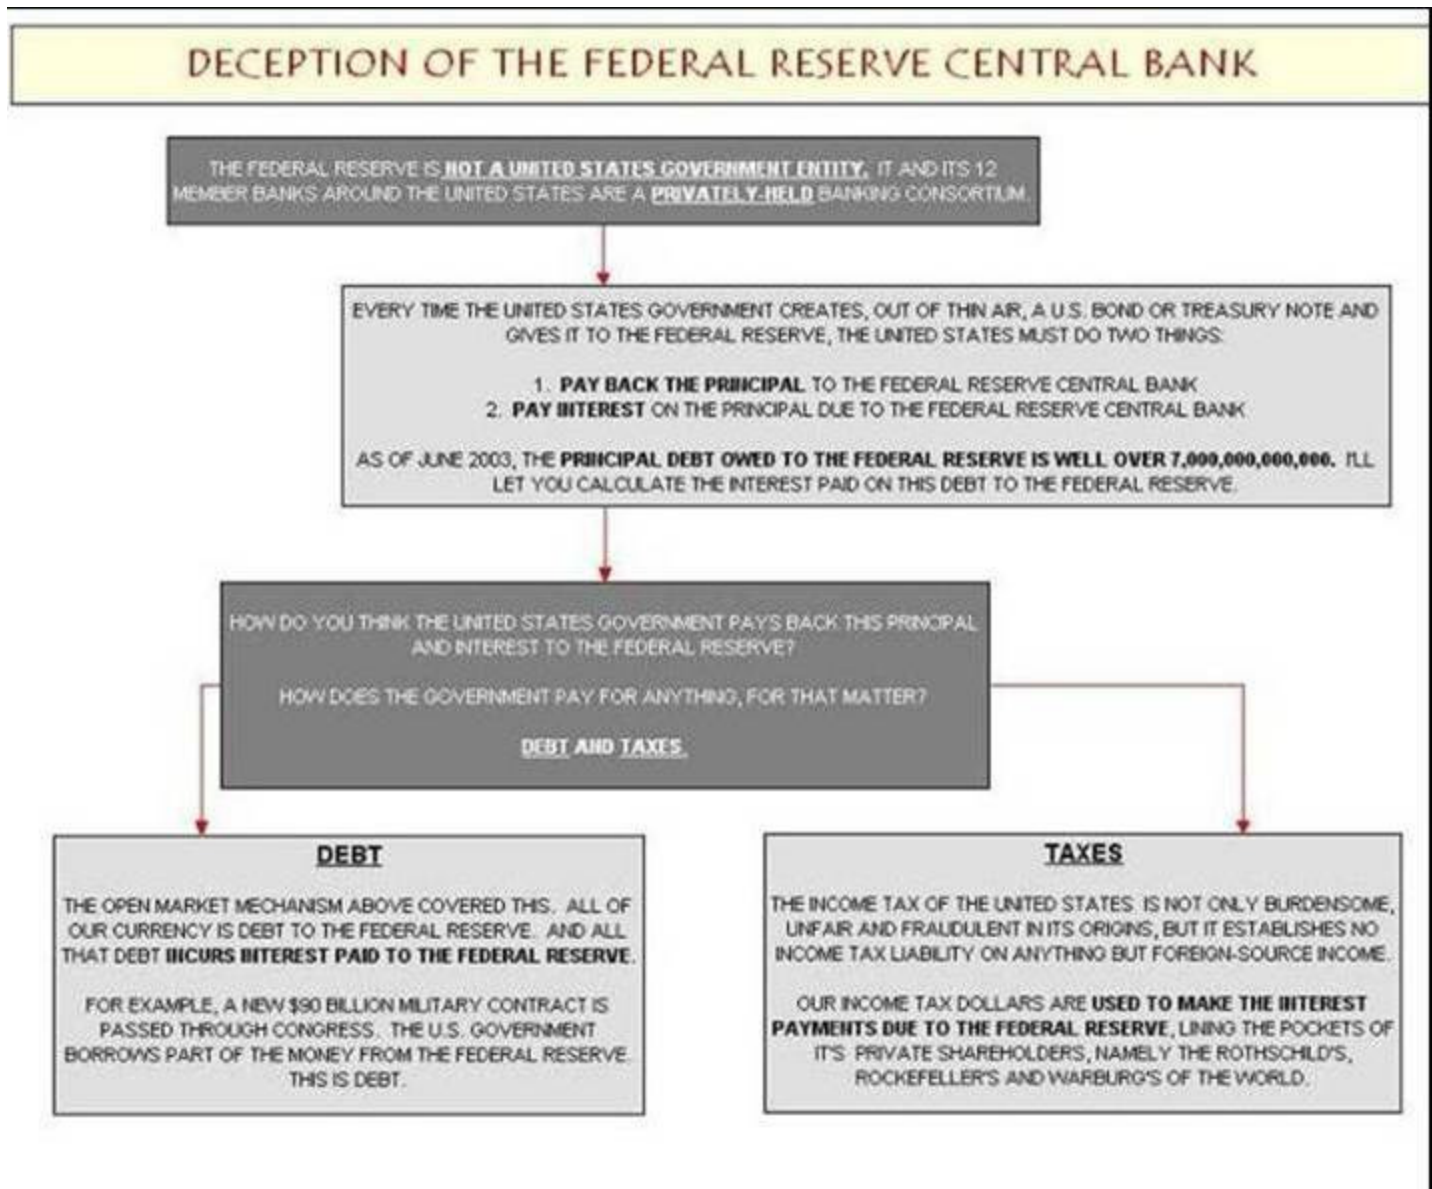 DECEPTION OF THE FEDERAL RESERVE CENTRAL BANK
THE FEDERAL RESERVE IS NOT A UNITED STATES GOVERNMENT ENTITY. IT AND ITS 12
MEMBER BANKS AROUND THE UNITED STATES ARE A PRIVATELY-HELD BANKING CONSORTIUM.
EVERY TIME THE UNITED STATES GOVERNMENT CREATES, OUT OF THIN AIR, A U.S. BOND OR TREASURY NOTE AND
GIVES IT TO THE FEDERAL RESERVE, THE UNITED STATES MUST DO TWO THINGS:
1. PAY BACK THE PRINCIPAL TO THE FEDERAL RESERVE CENTRAL BANK
2. PAY INTEREST ON THE PRINCIPAL DUE TO THE FEDERAL RESERVE CENTRAL BANK
AS OF JUNE 2003, THE PRINCIPAL DEBT OWED TO THE FEDERAL RESERVE IS WELL OVER 7,000,000,000,000. I'LL
LET YOU CALCULATE THE INTEREST PAID ON THIS DEBT TO THE FEDERAL RESERVE.
HOW DO YOU THINK THE UNITED STATES GOVERNMENT PAYS BACK THIS PRINCIPAL
AND INTEREST TO THE FEDERAL RESERVE?
HOW DOES THE GOVERNMENT PAY FOR ANYTHING, FOR THAT MATTER?
DEBT AND TAXES.
DEBT
THE OPEN MARKET MECHANISM ABOVE COVERED THIS. ALL OF
OUR CURRENCY IS DEBT TO THE FEDERAL RESERVE. AND ALL
THAT DEBT INCURS INTEREST PAID TO THE FEDERAL RESERVE.
FOR EXAMPLE, A NEW $90 BILLION MILITARY CONTRACT IS
PASSED THROUGH CONGRESS. THE U.S. GOVERNMENT
BORROWS PART OF THE MONEY FROM THE FEDERAL RESERVE.
THIS IS DEBT.
TAXES
THE INCOME TAX OF THE UNITED STATES IS NOT ONLY BURDENSOME,
UNFAIR AND FRAUDULENT IN ITS ORIGINS, BUT IT ESTABLISHES NO
INCOME TAX LIABILITY ON ANYTHING BUT FOREIGN-SOURCE INCOME.
OUR INCOME TAX DOLLARS ARE USED TO MAKE THE INTEREST
PAYMENTS DUE TO THE FEDERAL RESERVE, LINING THE POCKETS OF
IT'S PRIVATE SHAREHOLDERS, NAMELY THE ROTHSCHILD'S,
ROCKEFELLER'S AND WARBURG'S OF THE WORLD.